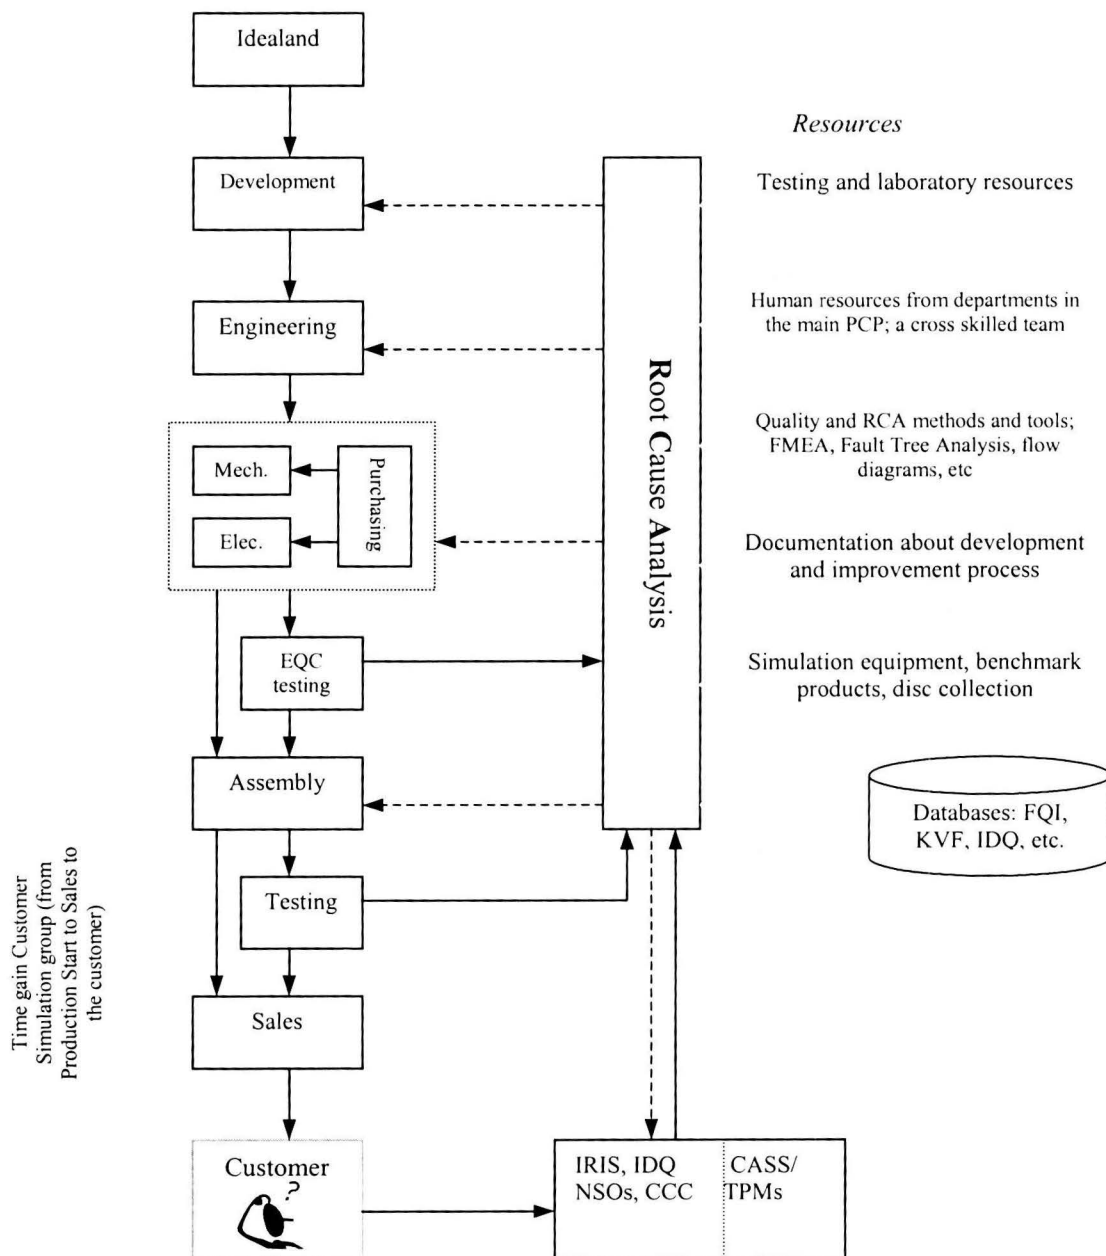 Idealand
Resources
Development
Testing and laboratory resources
Engineering
Human resources from departments in
the main PCP; a cross skilled team
Root Cause Analysis
Mech.
Elec.
Purchasing
Quality and RCA methods and tools;
FMEA, Fault Tree Analysis, flow
diagrams, etc
Documentation about development
and improvement process
EQC
testing
Simulation equipment, benchmark
products, disc collection
Assembly
Databases: FQI,
KVF, IDQ, etc.
Testing
Time gain Customer
Simulation group (from
Production Start to Sales to
the customer)
Sales
Customer
?
IRIS, IDQ
NSOs, CCC
CASS/
TPMs